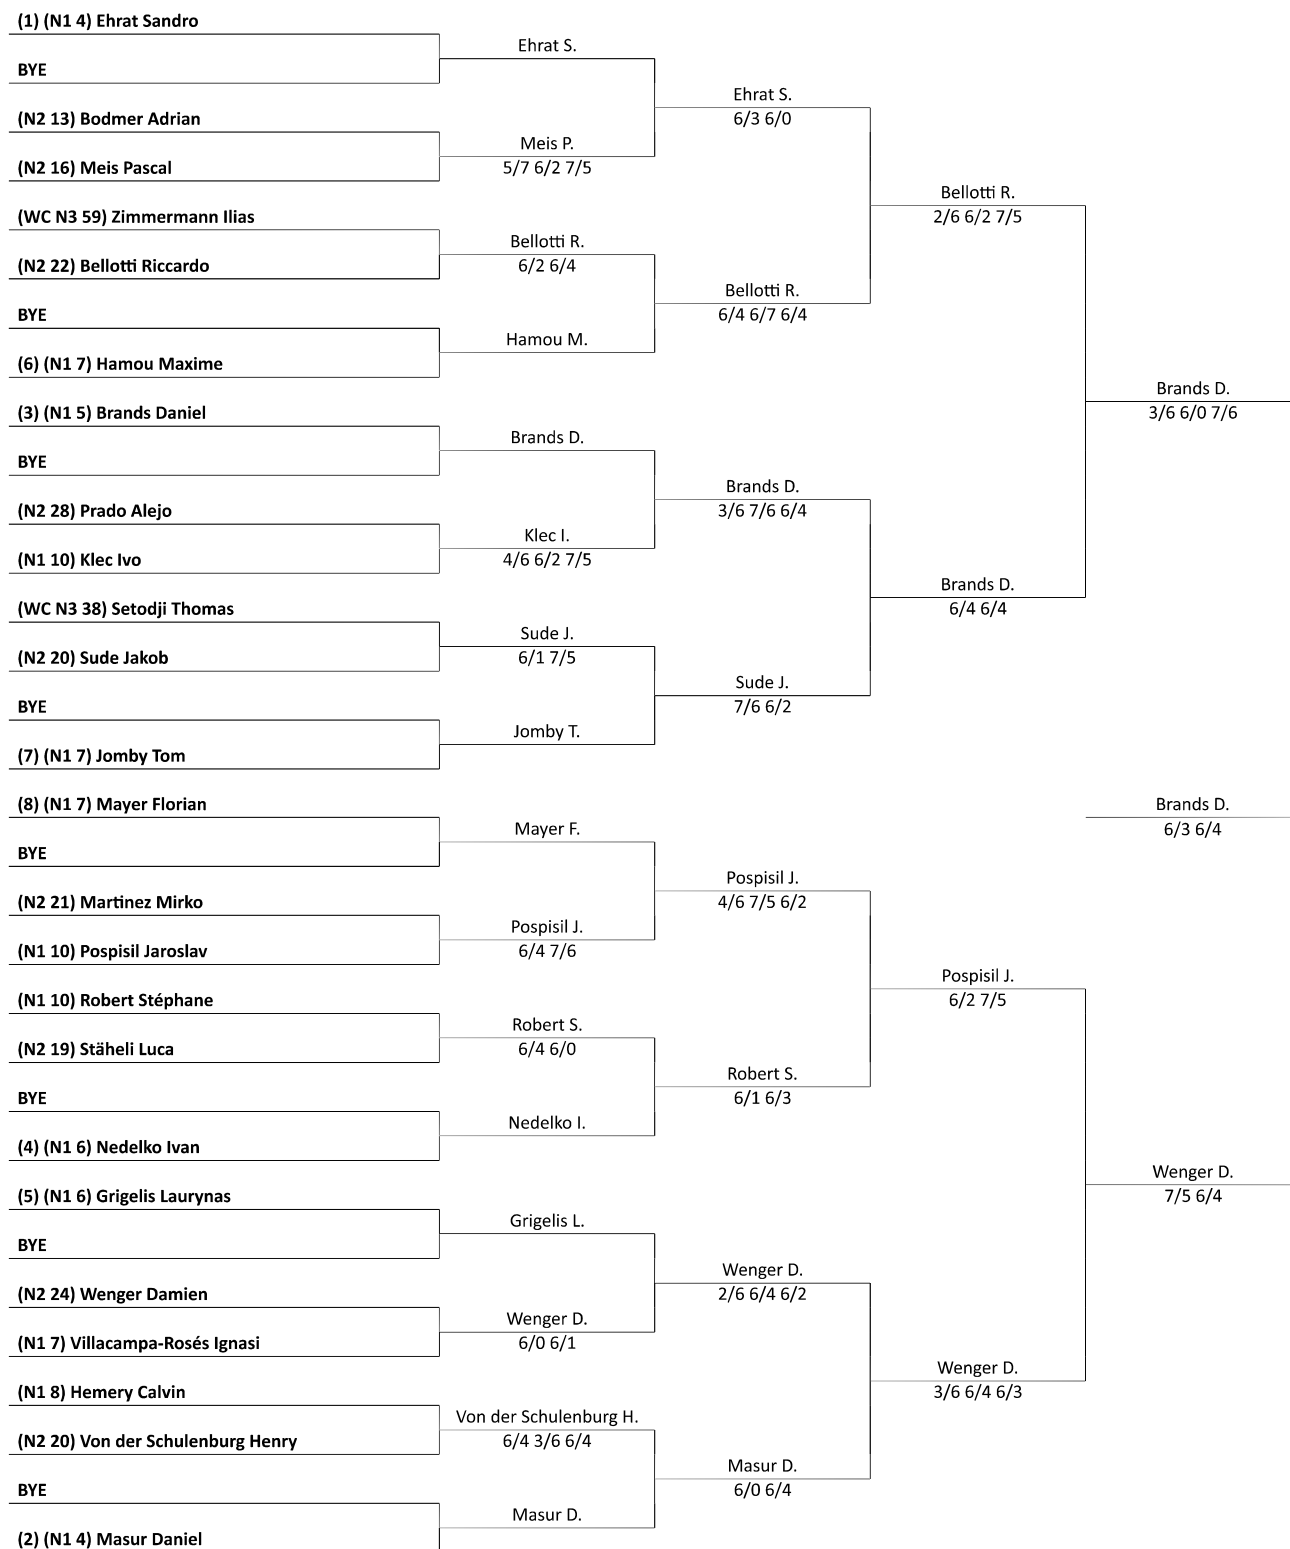 (1) (N1 4) Ehrat Sandro
BYE
(N2 13) Bodmer Adrian
(N2 16) Meis Pascal
(WC N3 59) Zimmermann Ilias
(N2 22) Bellotti Riccardo
BYE
(6) (N1 7) Hamou Maxime
(3) (N1 5) Brands Daniel
BYE
(N2 28) Prado Alejo
(N1 10) Klec Ivo
(WC N3 38) Setodji Thomas
(N2 20) Sude Jakob
BYE
(7) (N1 7) Jomby Tom
(8) (N1 7) Mayer Florian
BYE
(N2 21) Martinez Mirko
(N1 10) Pospisil Jaroslav
(N1 10) Robert Stéphane
(N2 19) Stäheli Luca
BYE
(4) (N1 6) Nedelko Ivan
(5) (N1 6) Grigelis Laurynas
BYE
(N2 24) Wenger Damien
(N1 7) Villacampa-Rosés Ignasi
(N1 8) Hemery Calvin
(N2 20) Von der Schulenburg Henry
BYE
(2) (N1 4) Masur Daniel
Ehrat S.
Meis P.
5/7 6/2 7/5
Bellotti R.
6/2 6/4
Hamou M.
Brands D.
Klec I.
4/6 6/2 7/5
Sude J.
6/1 7/5
Jomby T.
Mayer F.
Pospisil J.
6/4 7/6
Robert S.
6/4 6/0
Nedelko I.
Grigelis L.
Wenger D.
6/0 6/1
Von der Schulenburg H.
6/4 3/6 6/4
Masur D.
Ehrat S.
6/3 6/0
Bellotti R.
6/4 6/7 6/4
Brands D.
3/6 7/6 6/4
Sude J.
7/6 6/2
Pospisil J.
4/6 7/5 6/2
Robert S.
6/1 6/3
Wenger D.
2/6 6/4 6/2
Masur D.
6/0 6/4
Bellotti R.
2/6 6/2 7/5
Brands D.
6/4 6/4
Pospisil J.
6/2 7/5
Wenger D.
3/6 6/4 6/3
Brands D.
3/6 6/0 7/6
Brands D.
6/3 6/4
Wenger D.
7/5 6/4